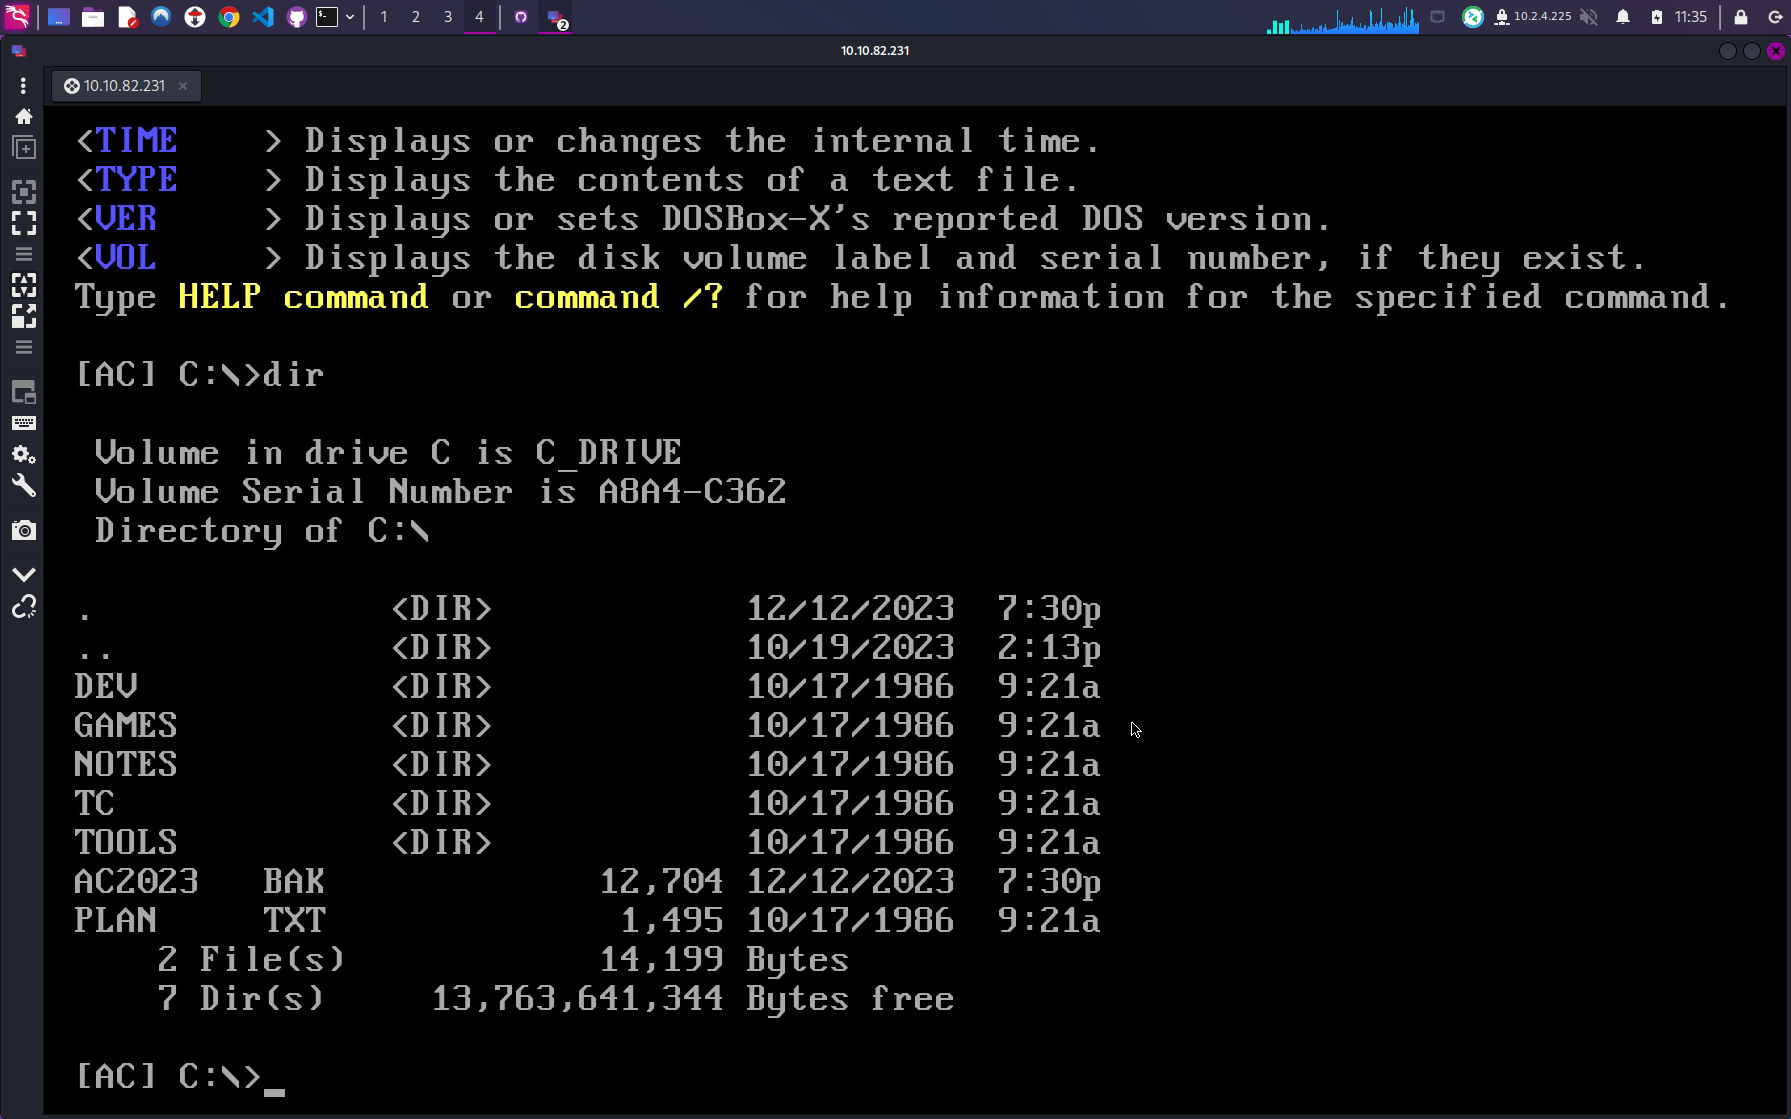 1 2 3 4 2 10.2.4.225 11:35
10.10.82.231
10.10.82.231 ×
<TIME    > Displays or changes the internal time.
<TYPE    > Displays the contents of a text file.
<VER     > Displays or sets DOSBox-X's reported DOS version.
<VOL     > Displays the disk volume label and serial number, if they exist.
Type HELP command or command /? for help information for the specified command.
[AC] C:\>dir
Volume in drive C is C_DRIVE
Volume Serial Number is A8A4-C362
Directory of C:\
.              <DIR>            12/12/2023  7:30p
..             <DIR>            10/19/2023  2:13p
DEV            <DIR>            10/17/1986  9:21a
GAMES          <DIR>            10/17/1986  9:21a
NOTES          <DIR>            10/17/1986  9:21a
TC             <DIR>            10/17/1986  9:21a
TOOLS          <DIR>            10/17/1986  9:21a
AC2023   BAK             12,704 12/12/2023  7:30p
PLAN     TXT              1,495 10/17/1986  9:21a
2 File(s)            14,199 Bytes
7 Dir(s)     13,763,641,344 Bytes free
[AC] C:\>_